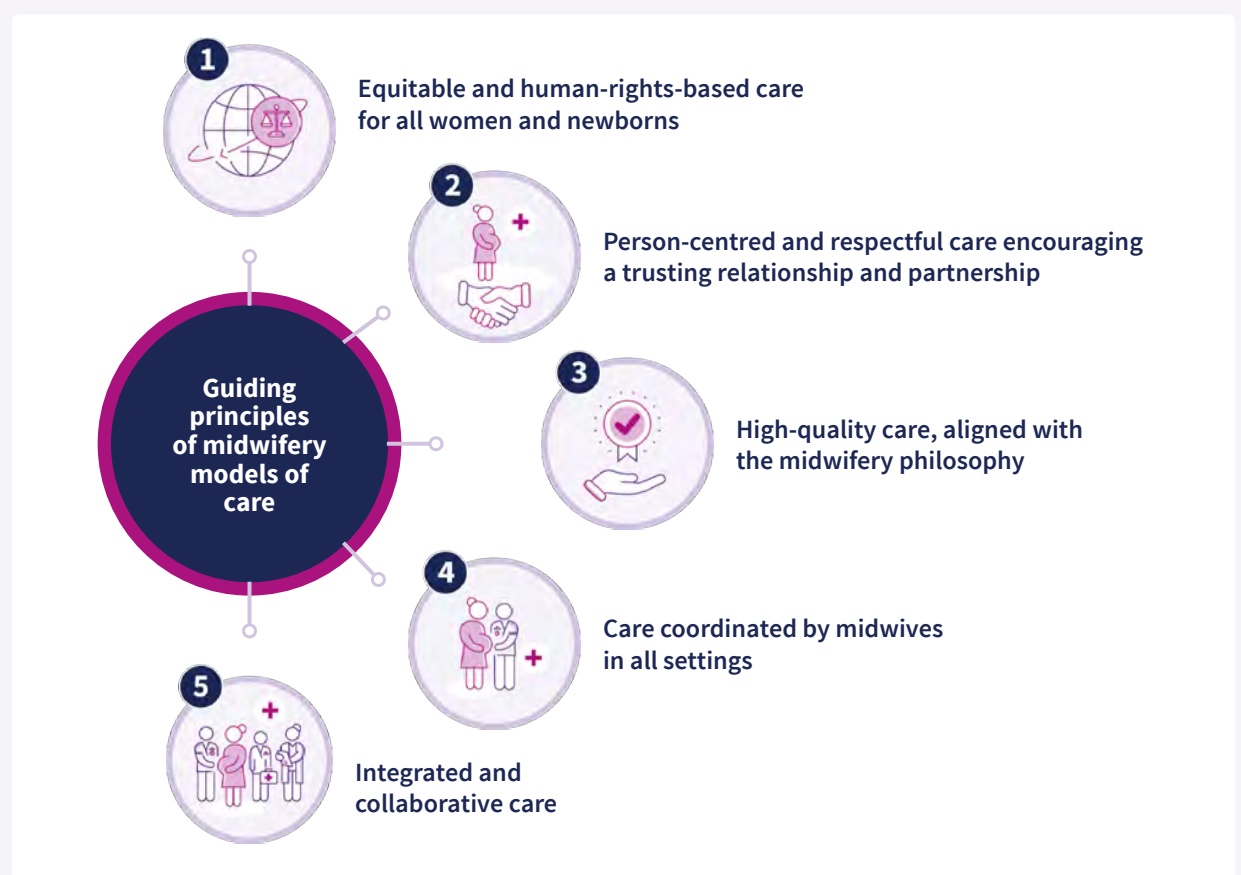 1
Equitable and human-rights-based care
for all women and newborns
2
Person-centred and respectful care encouraging
a trusting relationship and partnership
3
High-quality care, aligned with
the midwifery philosophy
Guiding
principles
of midwifery
models of
care
4
Care coordinated by midwives
in all settings
5
Integrated and
collaborative care